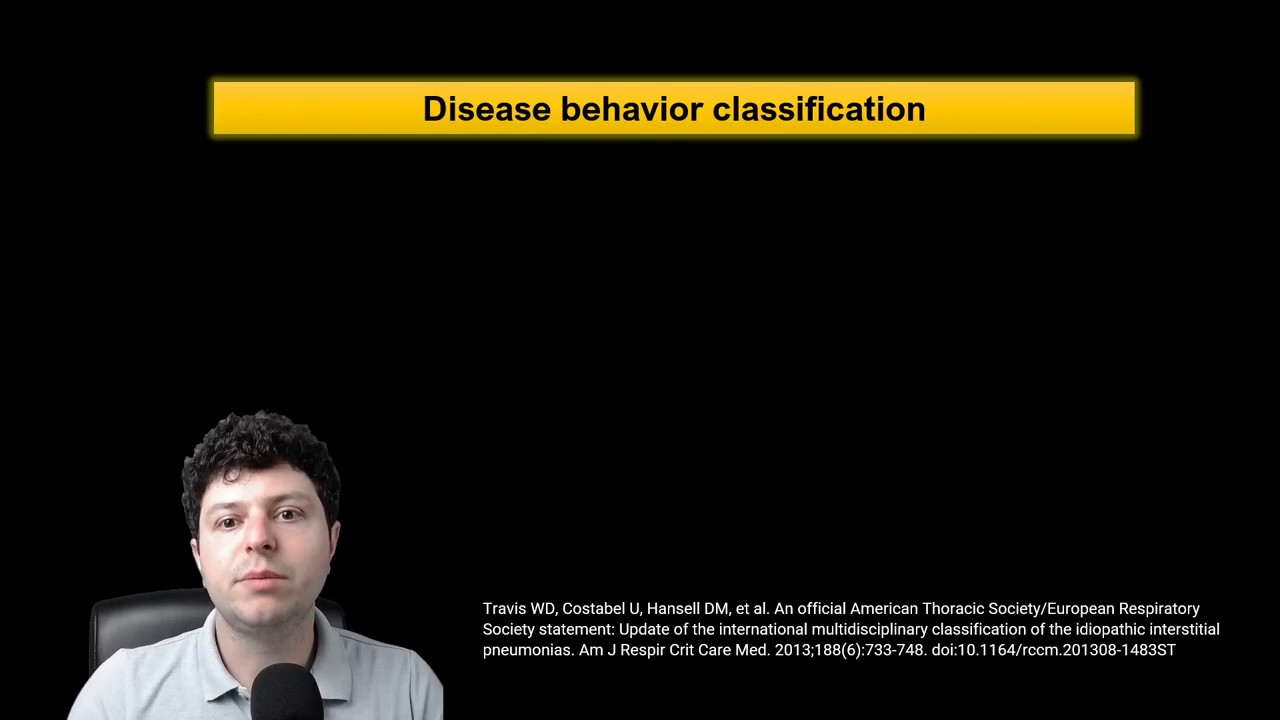 Disease behavior classification
Travis WD, Costabel U, Hansell DM, et al. An official American Thoracic Society/European Respiratory
Society statement: Update of the international multidisciplinary classification of the idiopathic interstitial
pneumonias. Am J Respir Crit Care Med. 2013;188(6):733-748. doi:10.1164/rccm.201308-1483ST